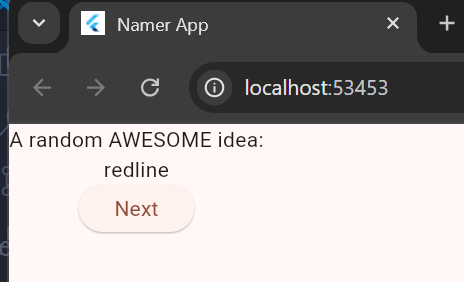 Namer App
localhost:53453
A random AWESOME idea:
redline
Next